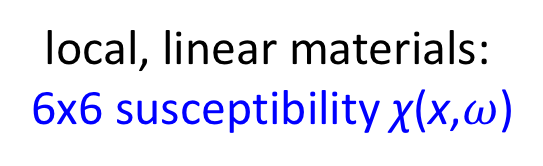 local, linear materials:
6x6 susceptibility χ(x,ω)